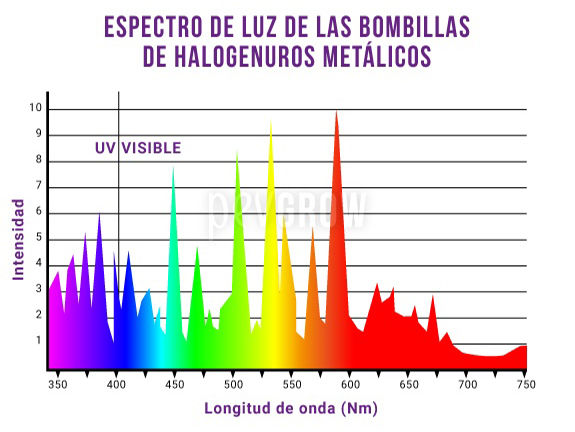 ESPECTRO DE LUZ DE LAS BOMBILLAS
DE HALOGENUROS METÁLICOS
Intensidad
10
9
8
7
6
5
4
3
2
1
UV VISIBLE
pevGROW
350 400 450 500 550 600 650 700 750
Longitud de onda (Nm)